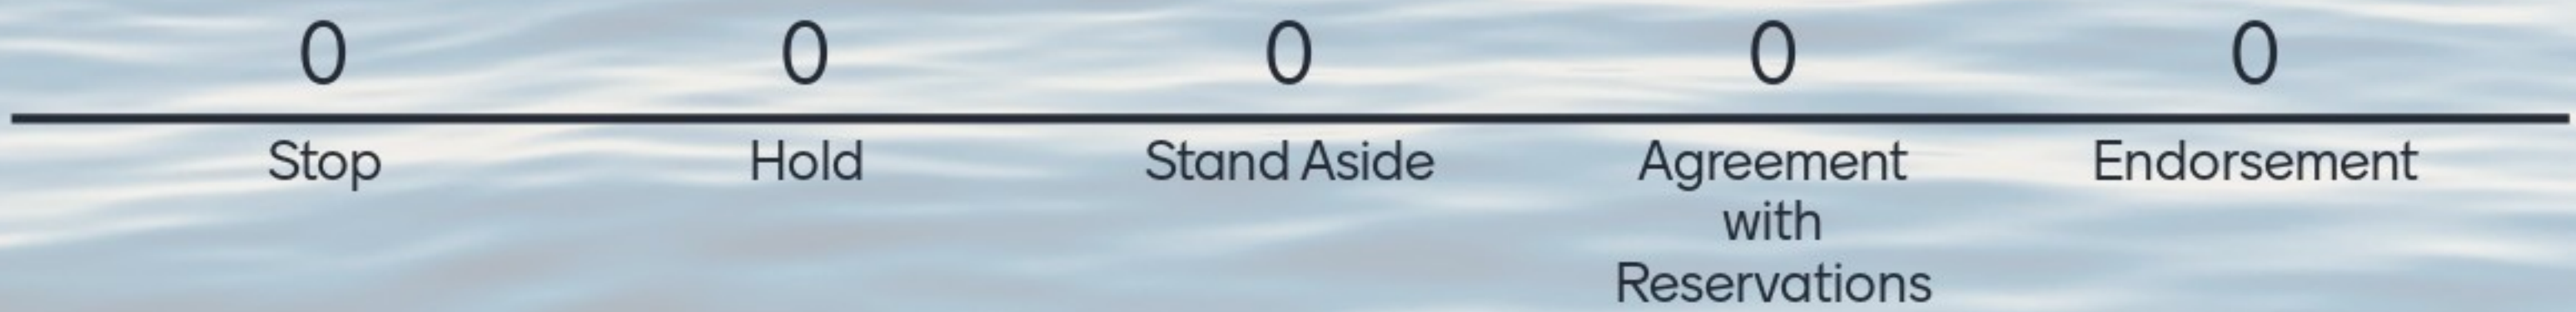 0 0 0 0 0
Stop Hold Stand Aside Agreement Endorsement
with
Reservations